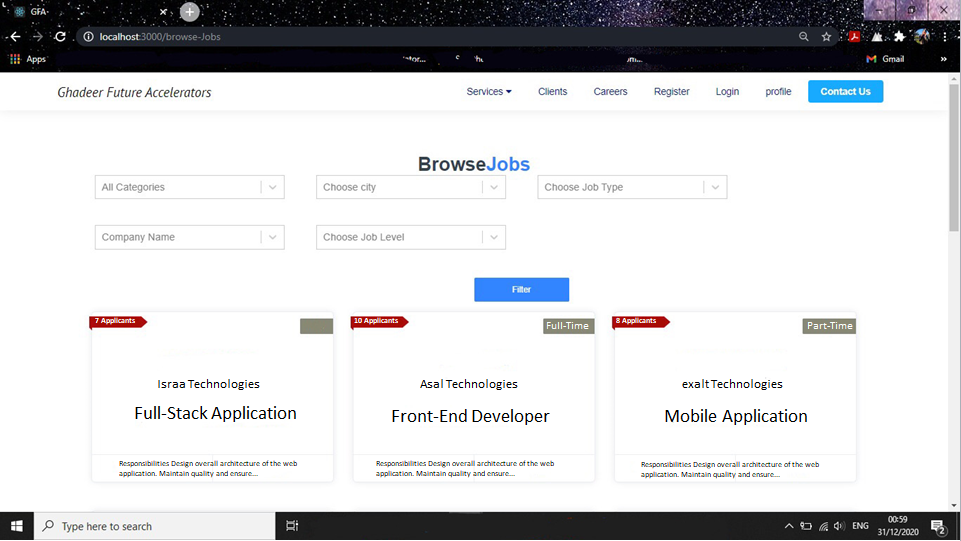 GFA
localhost:3000/browse-Jobs
Apps
Gmail
Ghadeer Future Accelerators
Services
Clients
Careers
Register
Login
profile
Contact Us
BrowseJobs
All Categories
Choose city
Choose Job Type
Company Name
Choose Job Level
Filter
7 Applicants
Israa Technologies
Full-Stack Application
Responsibilities Design overall architecture of the web
application. Maintain quality and ensure...
10 Applicants
Full-Time
Asal Technologies
Front-End Developer
Responsibilities Design overall architecture of the web
application. Maintain quality and ensure...
8 Applicants
Part-Time
exalt Technologies
Mobile Application
Responsibilities Design overall architecture of the web
application. Maintain quality and ensure...
Type here to search
ENG
00:59
31/12/2020
2